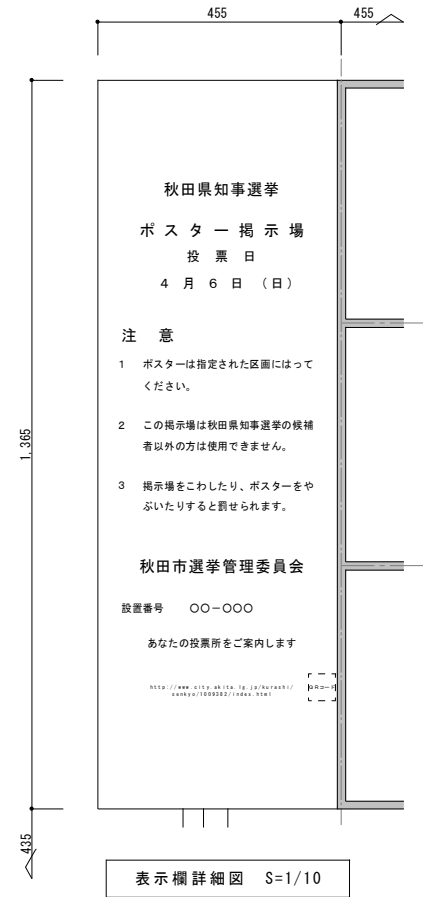 455
455
秋田県知事選挙
ポスター掲示場
投票日
4月6日(日)
注意
1 ポスターは指定された区画にはって
ください。
2 この掲示場は秋田県知事選挙の候補
者以外の方は使用できません。
3 掲示場をこわしたり、ポスターをや
ぶいたりすると罰せられます。
1,365
秋田市選挙管理委員会
設置番号 〇〇－〇〇〇
あなたの投票所をご案内します
http://www.city.akita.lg.jp/kurashi/
senkyo/1009382/index.html
QRコード
435
表示欄詳細図 S=1/10